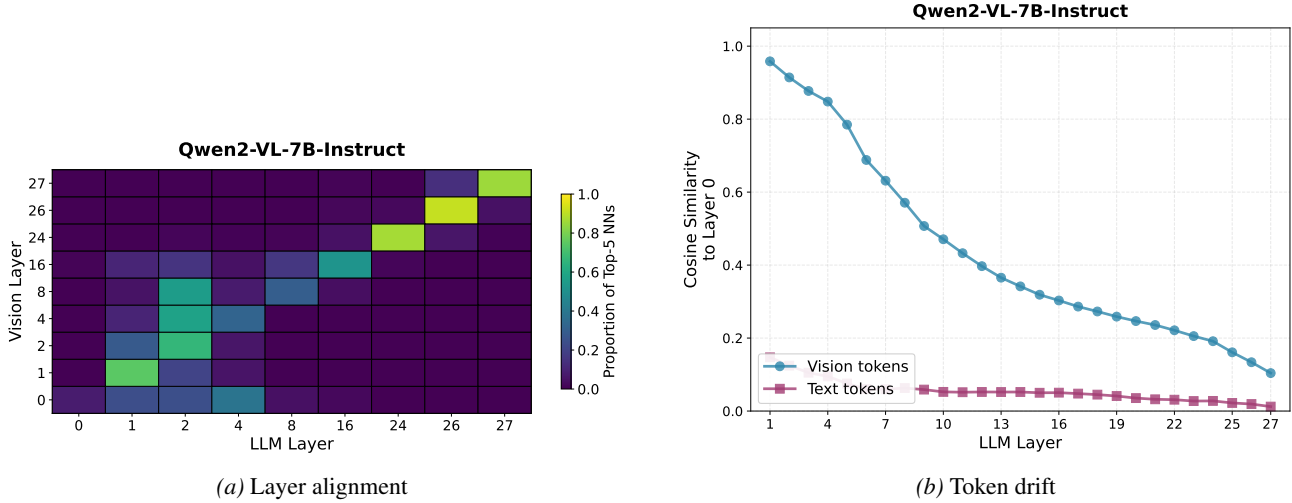 Qwen2-VL-7B-Instruct
Vision Layer
27
26
24
16
8
4
2
1
0
0 1 2 4 8 16 24 26 27
LLM Layer
1.0
0.8
0.6
0.4
0.2
0.0
Proportion of Top-5 NNs
(a) Layer alignment
Qwen2-VL-7B-Instruct
Cosine Similarity
to Layer 0
1.0
0.8
0.6
0.4
0.2
0.0
Vision tokens
Text tokens
1 4 7 10 13 16 19 22 25 27
LLM Layer
(b) Token drift